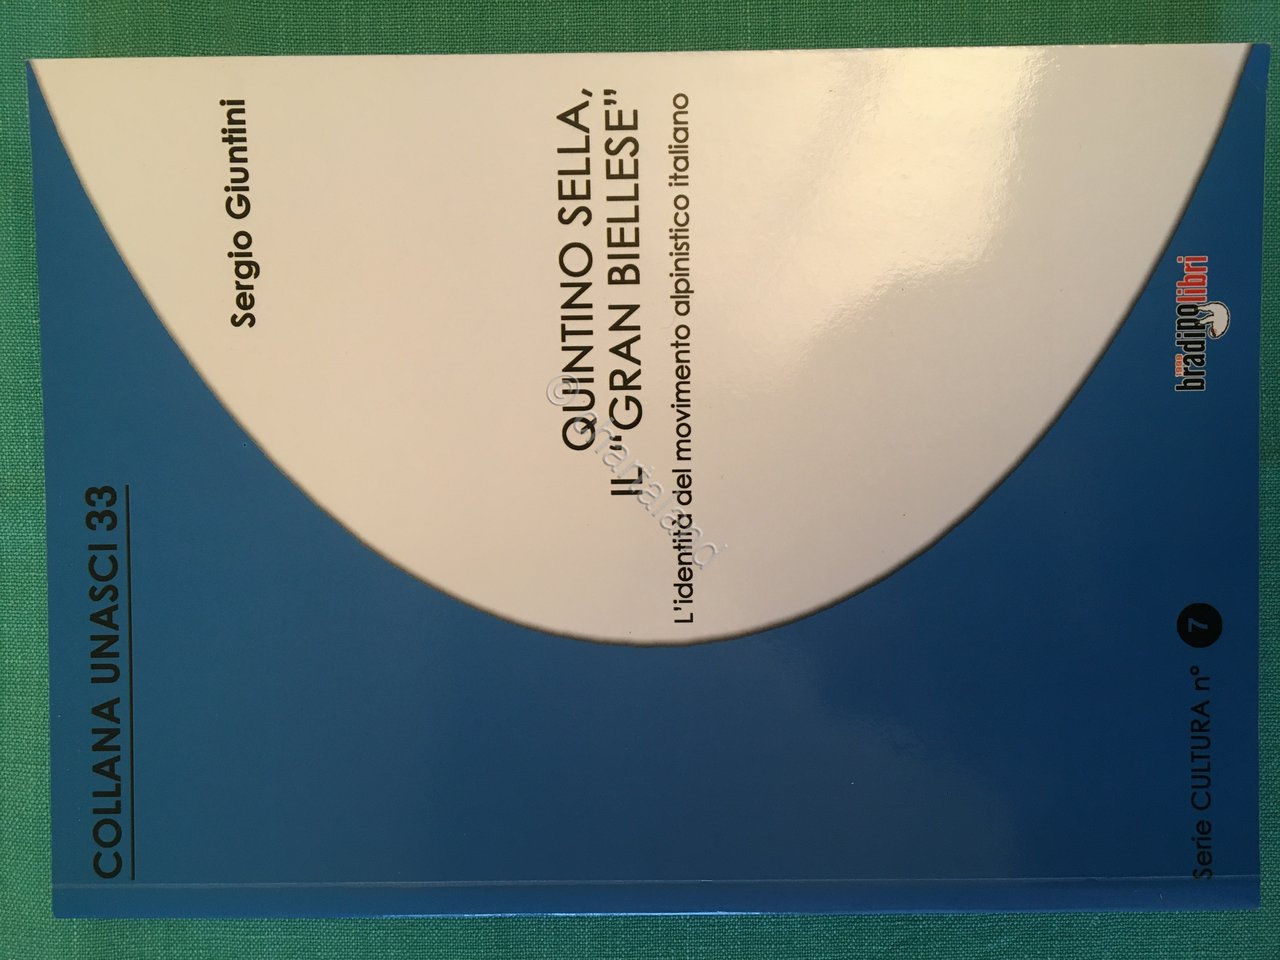 COLLANA UNASCI 33
Sergio Giuntini
QUINTINO SELLA,
IL “GRAN BIELLESE”
L'identità del movimento alpinistico italiano
Serie CULTURA n° 7
bradipolibri
© chartaland